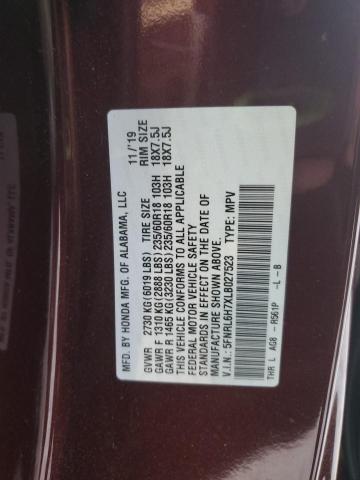 MFD. BY HONDA MFG. OF ALABAMA, LLC 11/'19
TIRE SIZE RIM SIZE
GVWR 2730 KG(6019 LBS)
GAWR F 1310 KG(2888 LBS) 235/60R18 103H 18X7.5J
GAWR R 1465 KG(3230 LBS) 235/60R18 103H 18X7.5J
THIS VEHICLE CONFORMS TO ALL APPLICABLE
FEDERAL MOTOR VEHICLE SAFETY
STANDARDS IN EFFECT ON THE DATE OF
MANUFACTURE SHOWN ABOVE.
V.I.N.: 5FNRL6H7XLB027523 TYPE: MPV
THR L AG8 - R561P -L - B